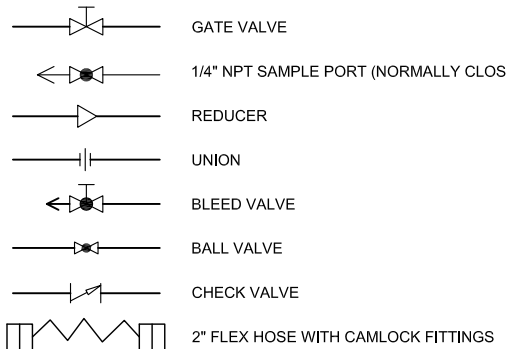 GATE VALVE
1/4" NPT SAMPLE PORT (NORMALLY CLOS
REDUCER
UNION
BLEED VALVE
BALL VALVE
CHECK VALVE
2" FLEX HOSE WITH CAMLOCK FITTINGS